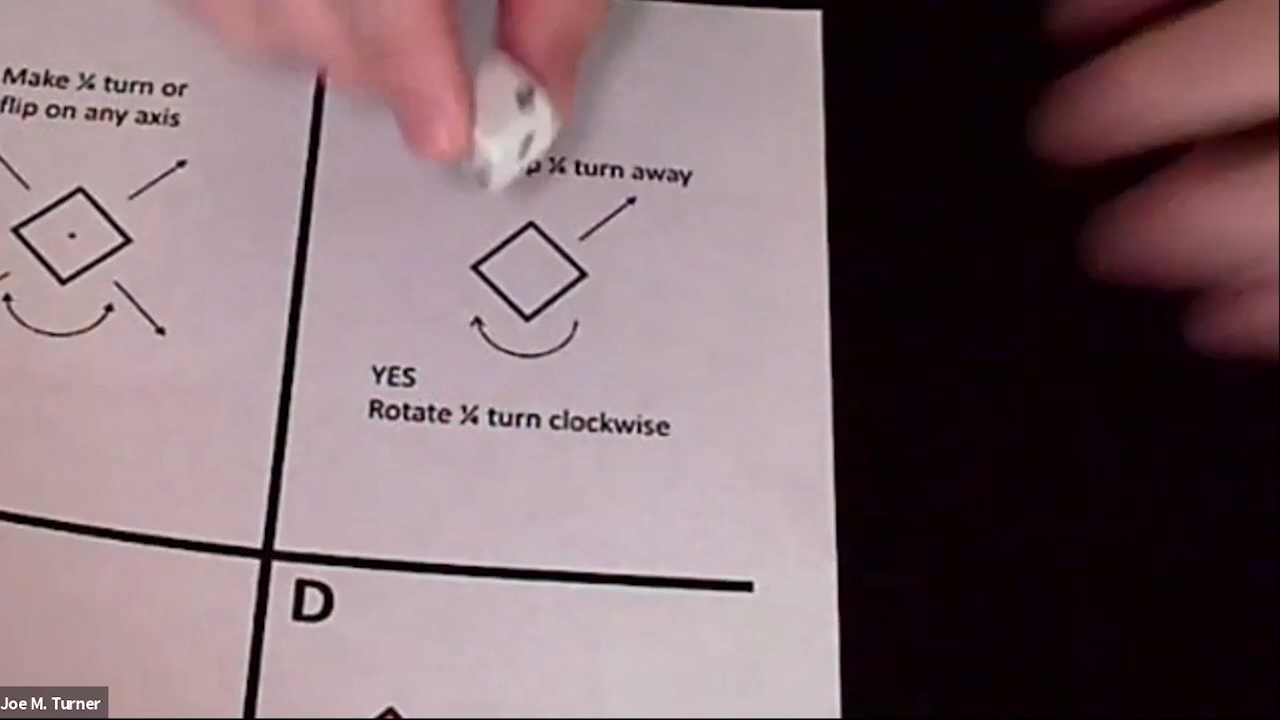 Make ¼ turn or
flip on any axis
¼ turn away
YES
Rotate ¼ turn clockwise
D
Joe M. Turner